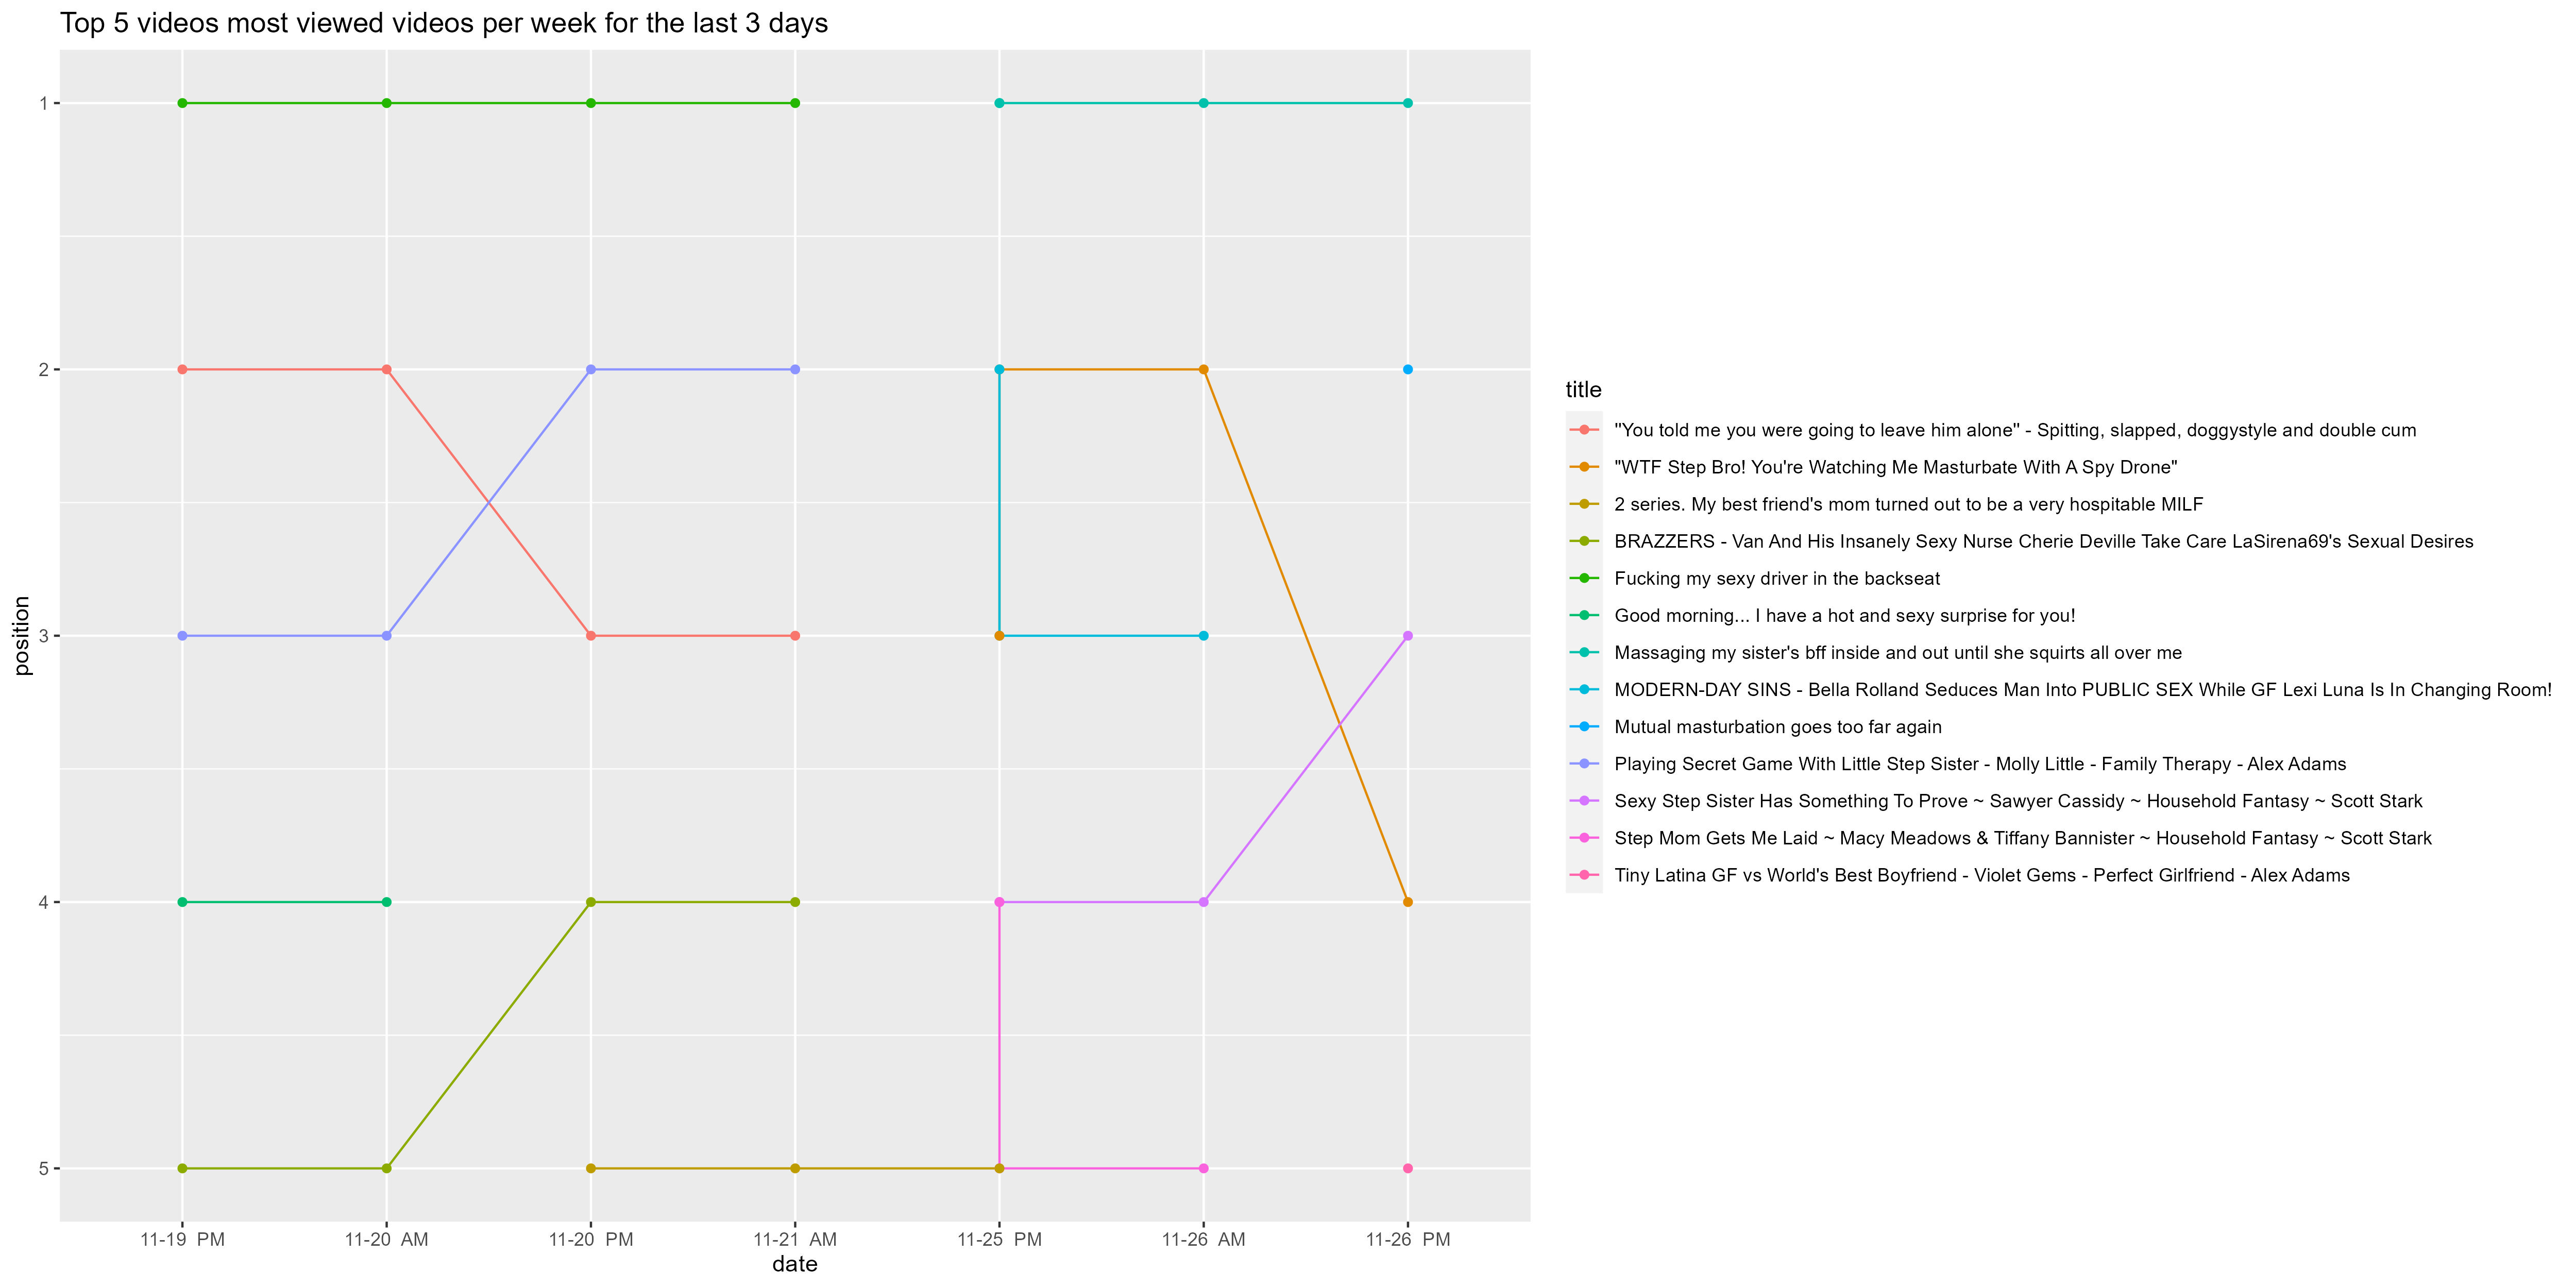 Top 5 videos most viewed videos per week for the last 3 days
position
1
2
3
4
5
11-19 PM
11-20 AM
11-20 PM
11-21 AM
11-25 PM
11-26 AM
11-26 PM
date
title
"You told me you were going to leave him alone" - Spitting, slapped, doggystyle and double cum
"WTF Step Bro! You're Watching Me Masturbate With A Spy Drone"
2 series. My best friend's mom turned out to be a very hospitable MILF
BRAZZERS - Van And His Insanely Sexy Nurse Cherie Deville Take Care LaSirena69's Sexual Desires
Fucking my sexy driver in the backseat
Good morning... I have a hot and sexy surprise for you!
Massaging my sister's bff inside and out until she squirts all over me
MODERN-DAY SINS - Bella Rolland Seduces Man Into PUBLIC SEX While GF Lexi Luna Is In Changing Room!
Mutual masturbation goes too far again
Playing Secret Game With Little Step Sister - Molly Little - Family Therapy - Alex Adams
Sexy Step Sister Has Something To Prove ~ Sawyer Cassidy ~ Household Fantasy ~ Scott Stark
Step Mom Gets Me Laid ~ Macy Meadows & Tiffany Bannister ~ Household Fantasy ~ Scott Stark
Tiny Latina GF vs World's Best Boyfriend - Violet Gems - Perfect Girlfriend - Alex Adams